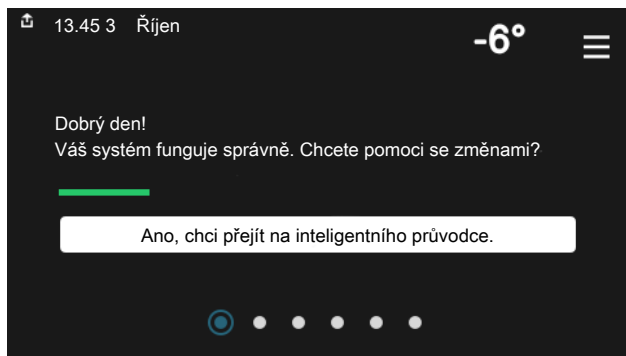 13.45 3 Říjen
-6°
Dobrý den!
Váš systém funguje správně. Chcete pomoci se změnami?
Ano, chci přejít na inteligentního průvodce.